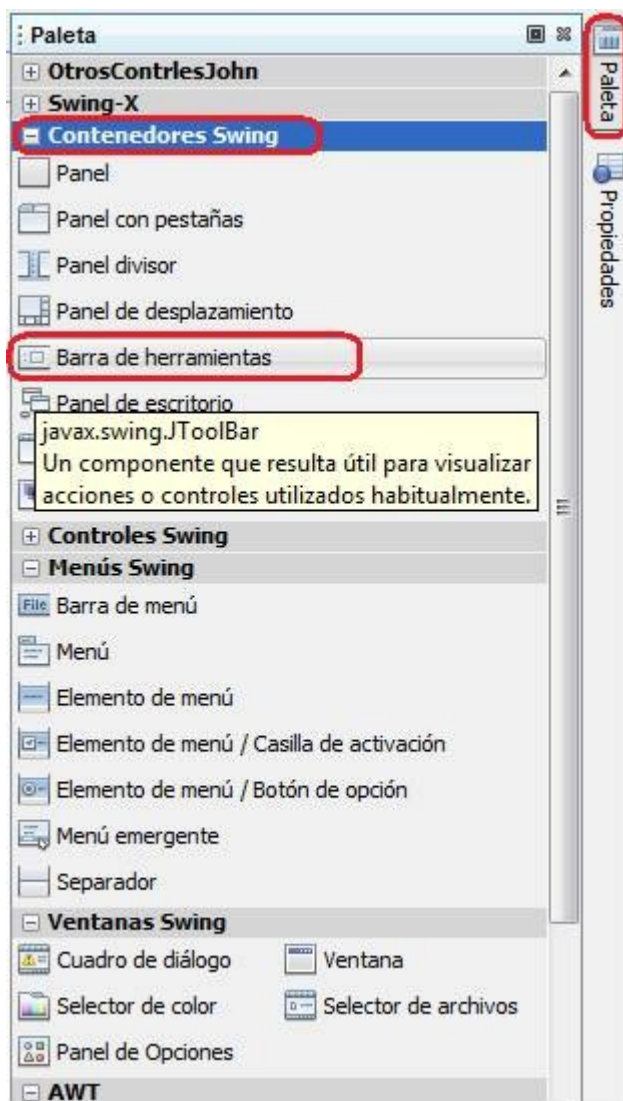 Paleta
OtrosContrlesJohn
Swing-X
Contenedores Swing
Panel
Panel con pestañas
Panel divisor
Panel de desplazamiento
Barra de herramientas
Panel de escritorio
javax.swing.JToolBar
Un componente que resulta útil para visualizar
acciones o controles utilizados habitualmente.
Controles Swing
Menús Swing
File Barra de menú
Menú
Elemento de menú
Elemento de menú / Casilla de activación
Elemento de menú / Botón de opción
Menú emergente
Separador
Ventanas Swing
Cuadro de diálogo
Ventana
Selector de color
Selector de archivos
Panel de Opciones
AWT
Paleta
Propiedades